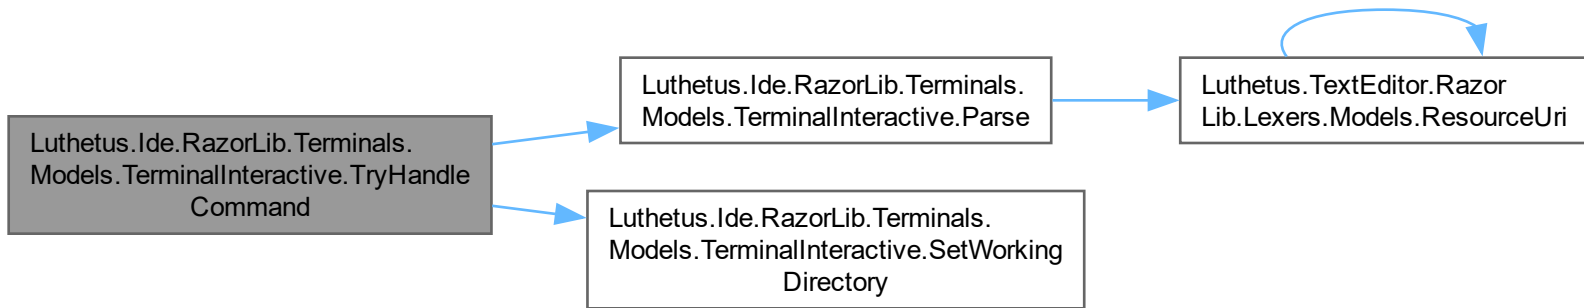 Luthetus.Ide.RazorLib.Terminals.
Models.TerminalInteractive.TryHandle
Command
Luthetus.Ide.RazorLib.Terminals.
Models.TerminalInteractive.Parse
Luthetus.TextEditor.Razor
Lib.Lexers.Models.ResourceUri
Luthetus.Ide.RazorLib.Terminals.
Models.TerminalInteractive.SetWorking
Directory